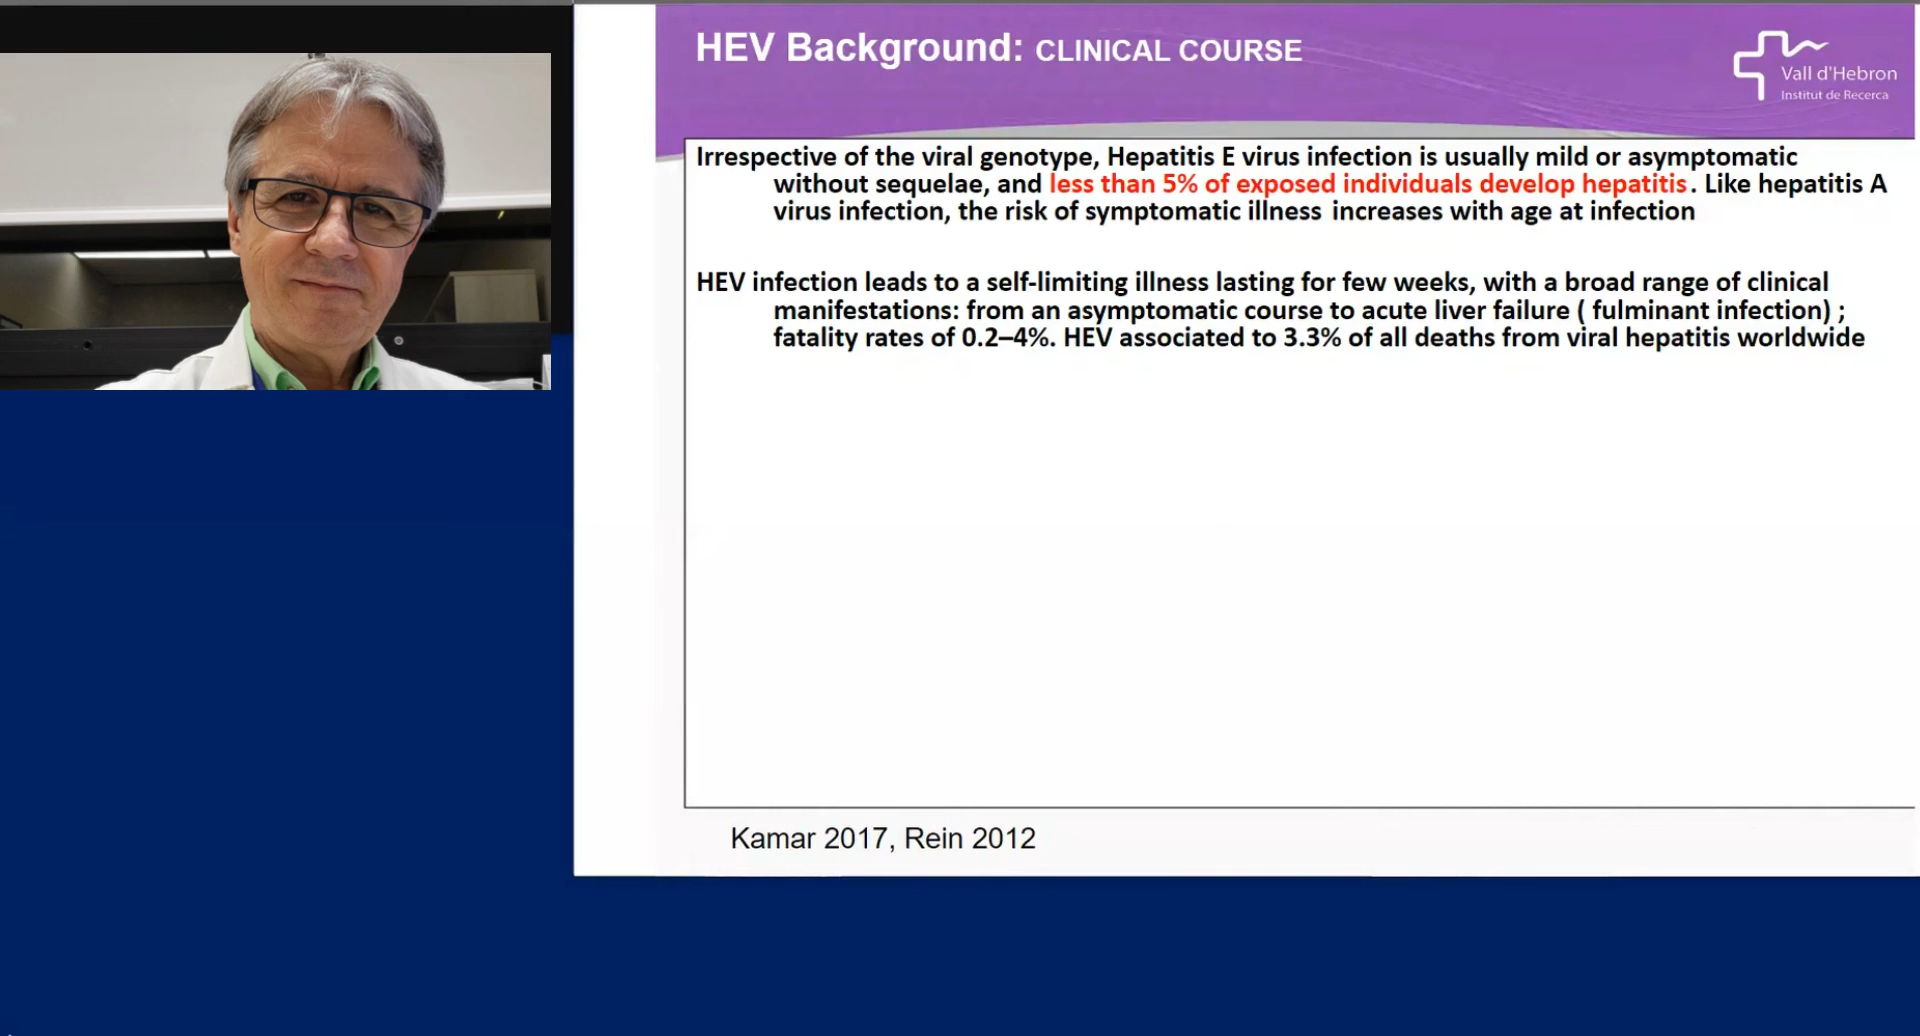 HEV Background: CLINICAL COURSE
Vall d'Hebron
Institut de Recerca
Irrespective of the viral genotype, Hepatitis E virus infection is usually mild or asymptomatic
without sequelae, and less than 5% of exposed individuals develop hepatitis. Like hepatitis A
virus infection, the risk of symptomatic illness increases with age at infection
HEV infection leads to a self-limiting illness lasting for few weeks, with a broad range of clinical
manifestations: from an asymptomatic course to acute liver failure ( fulminant infection) ;
fatality rates of 0.2–4%. HEV associated to 3.3% of all deaths from viral hepatitis worldwide
Kamar 2017, Rein 2012